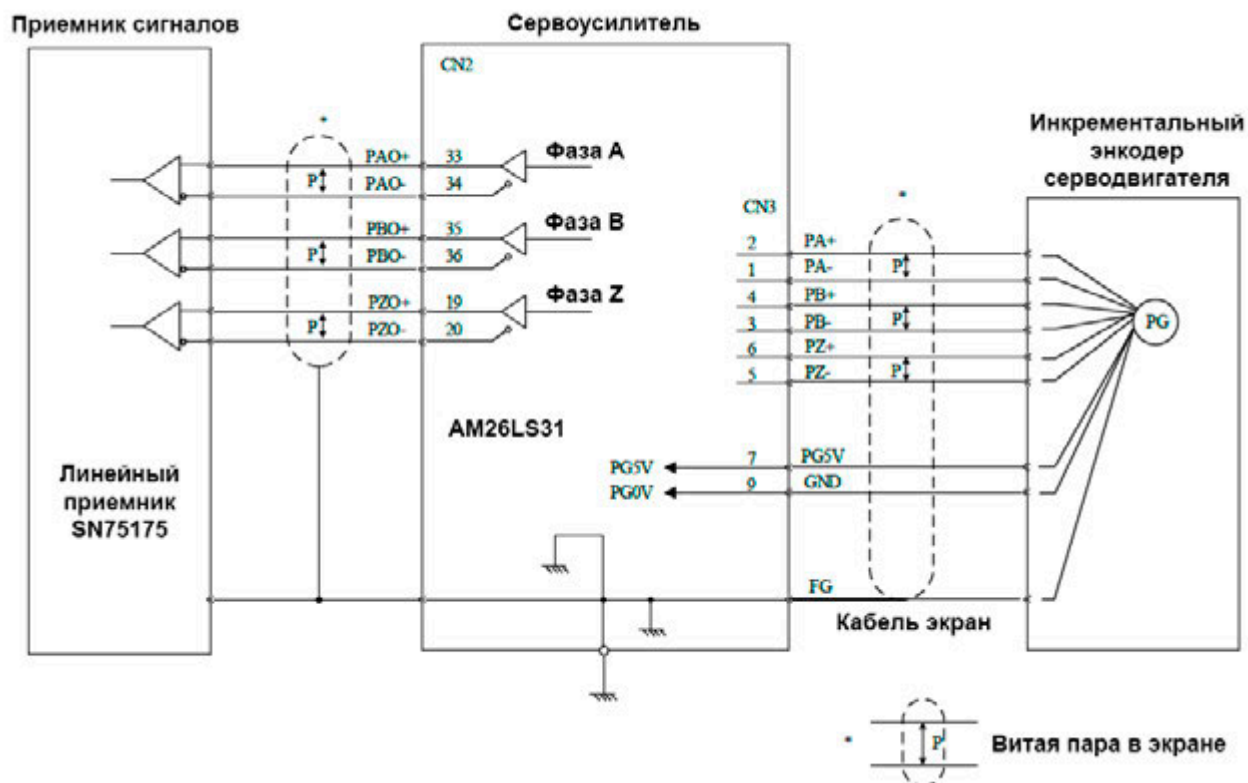 Приемник сигналов
Сервоусилитель
CN2
*
PAO+ 33 Фаза A
P
PAO- 34
PBO+ 35 Фаза B
P
PBO- 36
PZO+ 19 Фаза Z
P
PZO- 20
AM26LS31
Линейный
приемник
SN75175
Инкрементальный
энкодер
серводвигателя
CN3
*
2 PA+
P
1 PA-
4 PB+
P
3 PB-
6 PZ+
P
5 PZ-
PG
PG5V 7 PG5V
PG0V 9 GND
FG
Кабель экран
* P Витая пара в экране